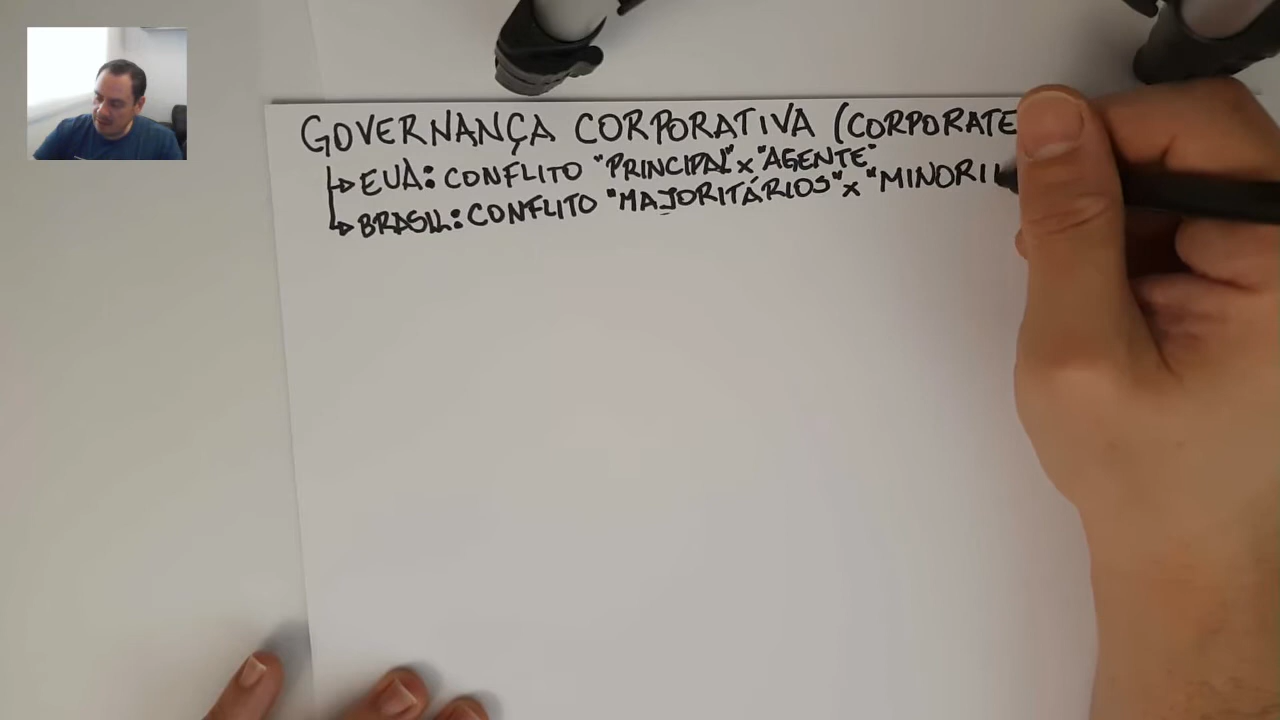 GOVERNANÇA CORPORATIVA (CORPORATE
EUA: CONFLITO "PRINCIPAL" x "AGENTE"
BRASIL: CONFLITO "MAJORITÁRIOS" x "MINORI